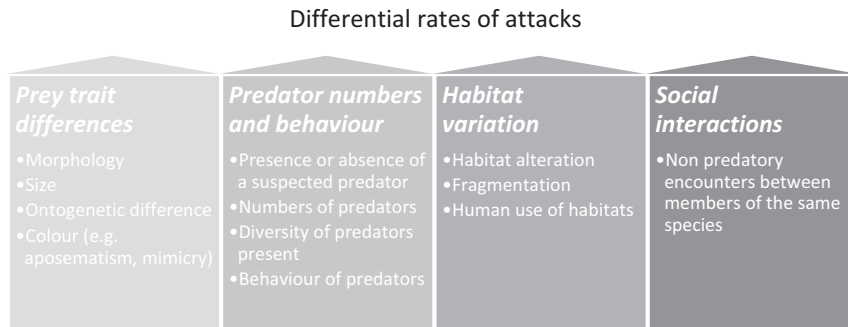 Differential rates of attacks
Prey trait
differences
•Morphology
•Size
•Ontogenetic difference
•Colour (e.g.
aposematism, mimicry)
Predator numbers
and behaviour
•Presence or absence of
a suspected predator
•Numbers of predators
•Diversity of predators
present
•Behaviour of predators
Habitat
variation
•Habitat alteration
•Fragmentation
•Human use of habitats
Social
interactions
•Non predatory
encounters between
members of the same
species